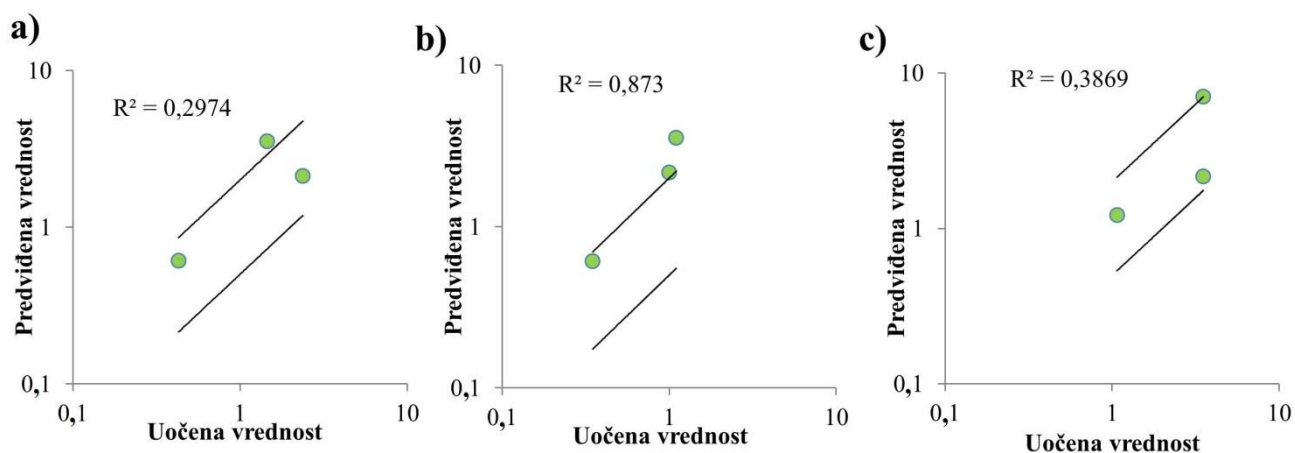 a)
R² = 0,2974
Predviđena vrednost
10
1
0,1
0,1
1
10
Uočena vrednost
b)
R² = 0,873
Predviđena vrednost
10
1
0,1
0,1
1
10
Uočena vrednost
c)
R² = 0,3869
Predviđena vrednost
10
1
0,1
0,1
1
10
Uočena vrednost